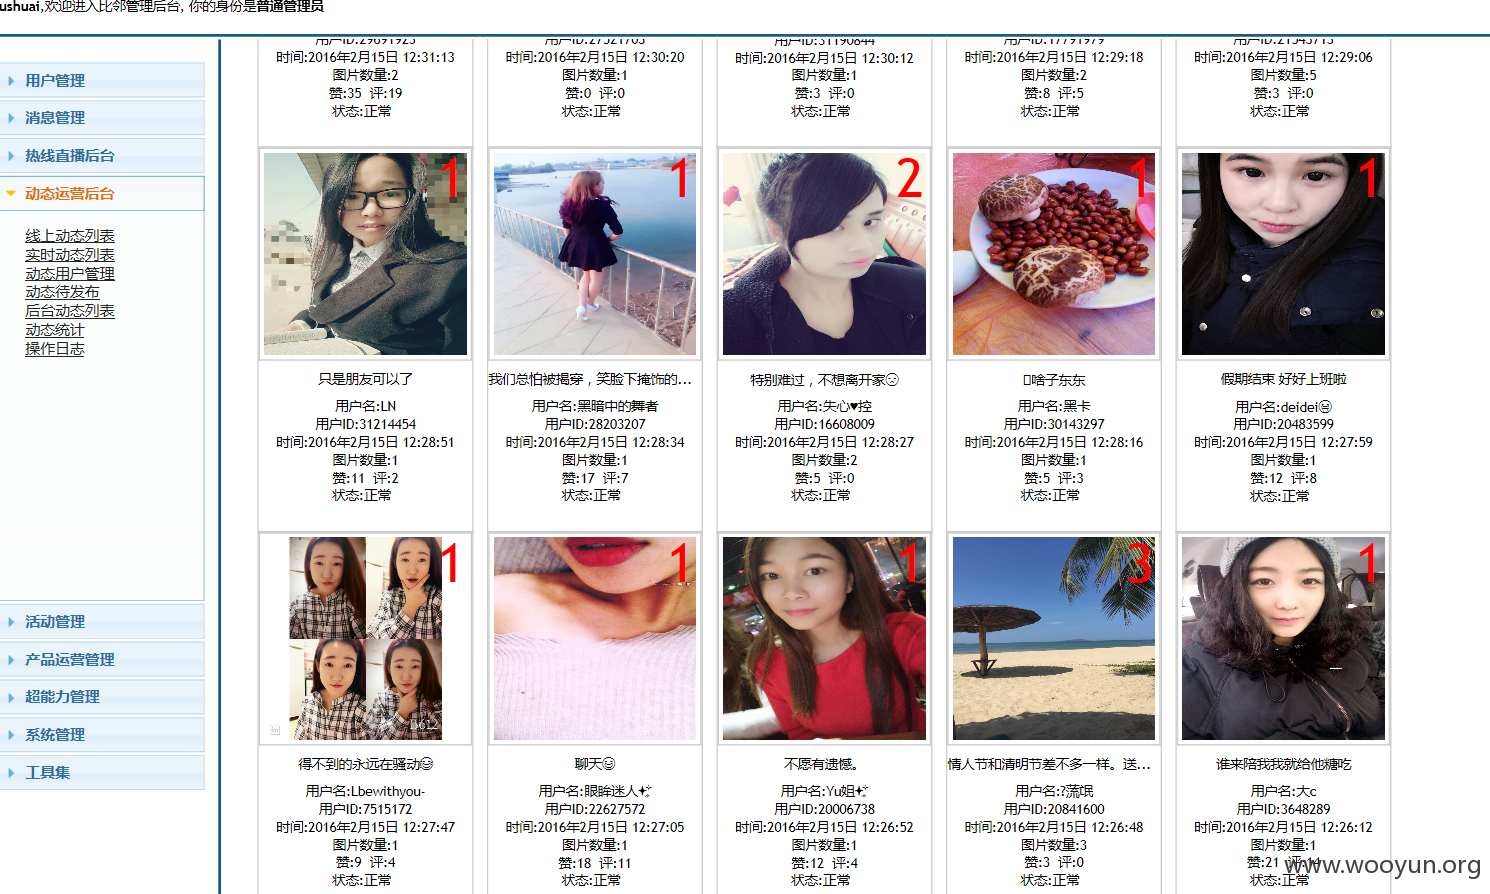 ushuai,欢迎进入比邻管理后台, 你的身份是普通管理员
用户管理
消息管理
热线直播后台
动态运营后台
线上动态列表
实时动态列表
动态用户管理
动态待发布
后台动态列表
动态统计
操作日志
活动管理
产品运营管理
超能力管理
系统管理
工具集
用户ID:29691923
时间:2016年2月15日 12:31:13
图片数量:2
赞:35 评:19
状态:正常
用户ID:27521703
时间:2016年2月15日 12:30:20
图片数量:1
赞:0 评:0
状态:正常
用户ID:31190844
时间:2016年2月15日 12:30:12
图片数量:1
赞:3 评:0
状态:正常
用户ID:17791979
时间:2016年2月15日 12:29:18
图片数量:2
赞:8 评:5
状态:正常
用户ID:21543713
时间:2016年2月15日 12:29:06
图片数量:5
赞:3 评:0
状态:正常
1
只是朋友可以了
用户名:LN
用户ID:31214454
时间:2016年2月15日 12:28:51
图片数量:1
赞:11 评:2
状态:正常
1
我们总怕被揭穿，笑脸下掩饰的...
用户名:黑暗中的舞者
用户ID:28203207
时间:2016年2月15日 12:28:34
图片数量:1
赞:17 评:7
状态:正常
2
特别难过，不想离开家☹
用户名:失心♥控
用户ID:16608009
时间:2016年2月15日 12:28:27
图片数量:2
赞:5 评:0
状态:正常
1
啥子东东
用户名:黑卡
用户ID:30143297
时间:2016年2月15日 12:28:16
图片数量:1
赞:5 评:3
状态:正常
1
假期结束 好好上班啦
用户名:deidei
用户ID:20483599
时间:2016年2月15日 12:27:59
图片数量:1
赞:12 评:8
状态:正常
1
得不到的永远在骚动
用户名:Lbewithyou-
用户ID:7515172
时间:2016年2月15日 12:27:47
图片数量:1
赞:9 评:4
状态:正常
1
聊天
用户名:眼眸迷人✨
用户ID:22627572
时间:2016年2月15日 12:27:05
图片数量:1
赞:18 评:11
状态:正常
1
不愿有遗憾。
用户名:Yu姐✨
用户ID:20006738
时间:2016年2月15日 12:26:52
图片数量:1
赞:12 评:4
状态:正常
3
情人节和清明节差不多一样。送...
用户名:?蓅氓
用户ID:20841600
时间:2016年2月15日 12:26:48
图片数量:3
赞:3 评:0
状态:正常
1
谁来陪我我就给他糖吃
用户名:大c
用户ID:3648289
时间:2016年2月15日 12:26:12
图片数量:1
赞:21 评:
状态:正常
www.wooyun.org